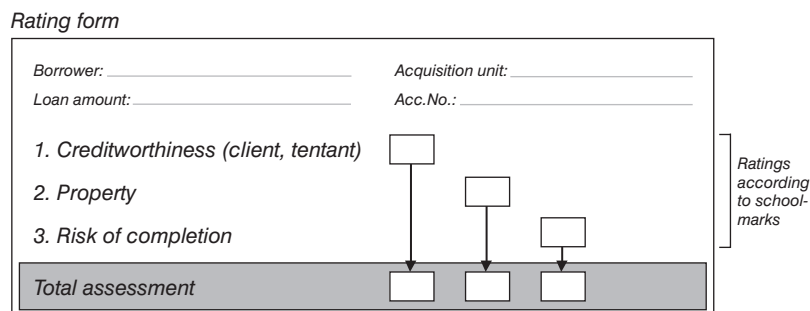 Rating form
Borrower:
Acquisition unit:
Loan amount:
Acc.No.:
1. Creditworthiness (client, tentant)
2. Property
3. Risk of completion
Ratings
according
to school-
marks
Total assessment